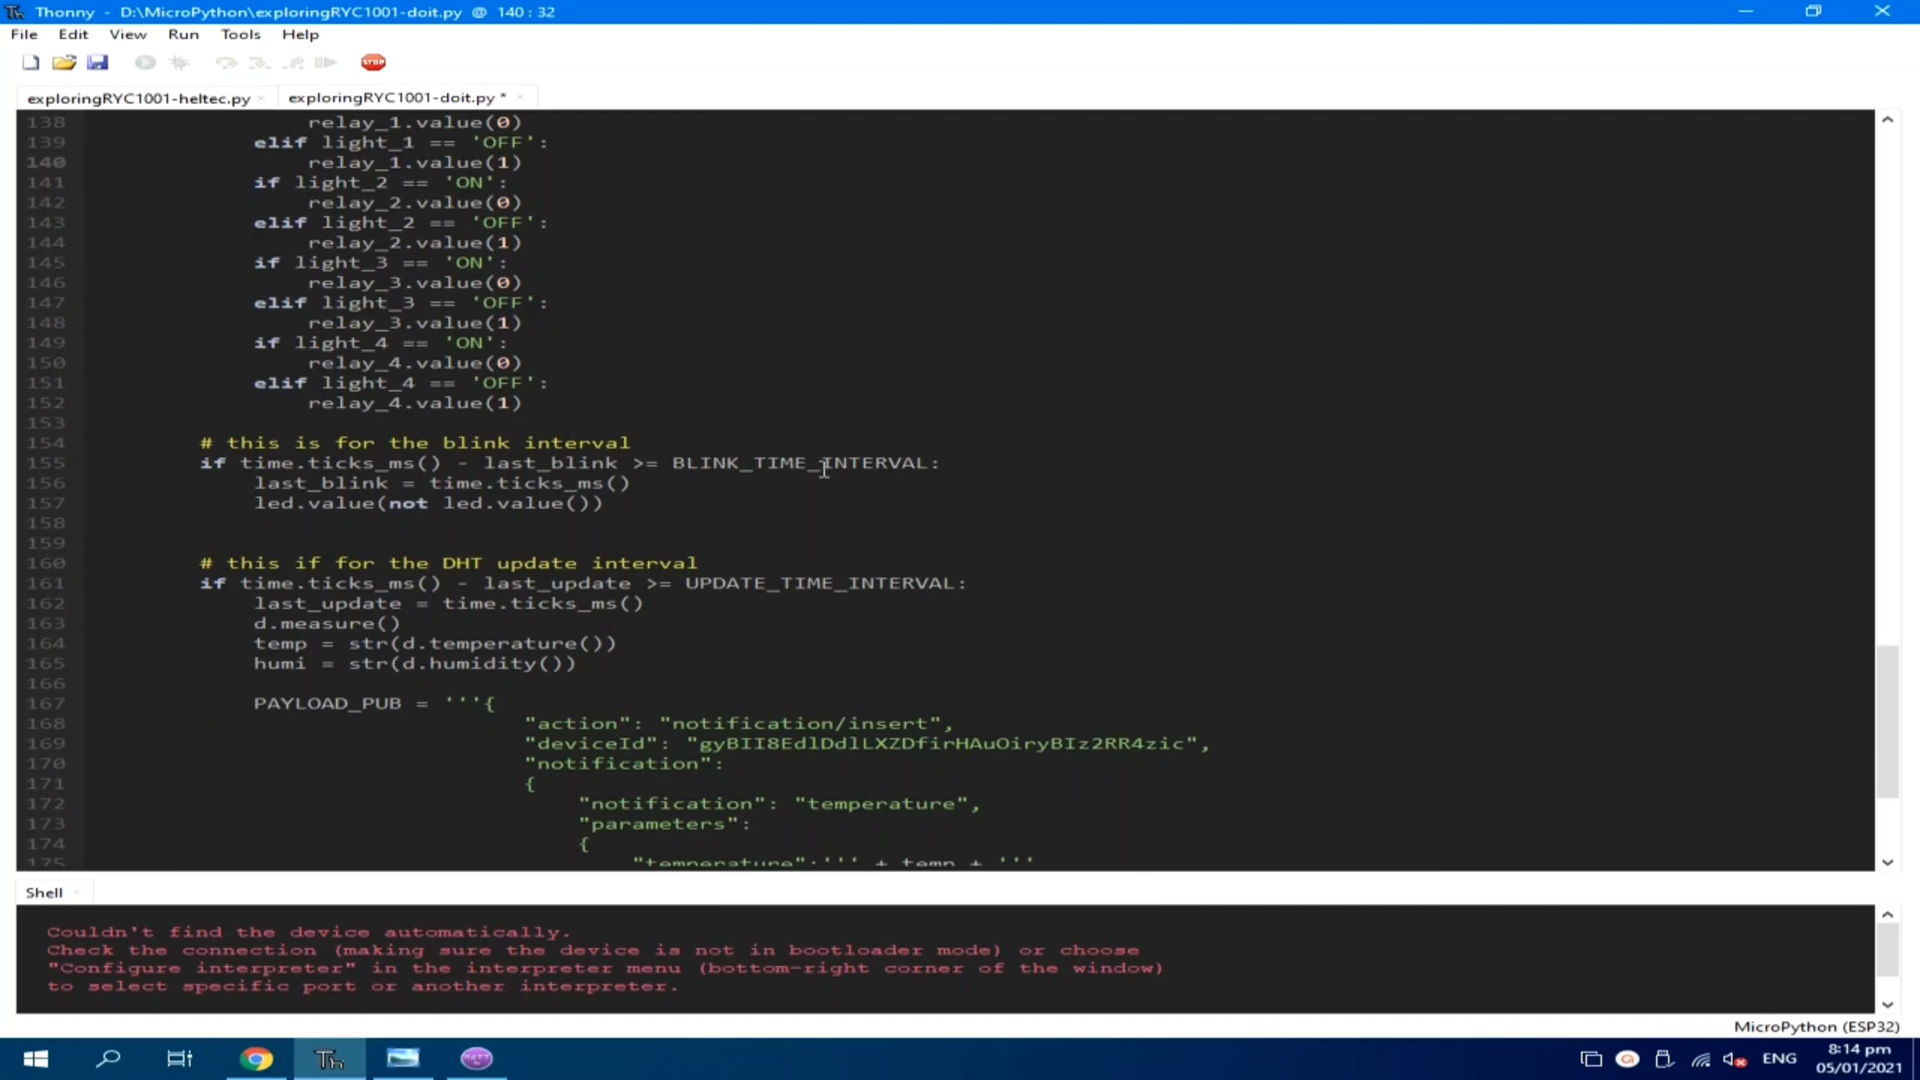 Thonny - D:\MicroPython\exploringRYC1001-doit.py @ 140 : 32
File Edit View Run Tools Help
STOP
exploringRYC1001-heltec.py × exploringRYC1001-doit.py * ×
138 relay_1.value(0)
139 elif light_1 == 'OFF':
140 relay_1.value(1)
141 if light_2 == 'ON':
142 relay_2.value(0)
143 elif light_2 == 'OFF':
144 relay_2.value(1)
145 if light_3 == 'ON':
146 relay_3.value(0)
147 elif light_3 == 'OFF':
148 relay_3.value(1)
149 if light_4 == 'ON':
150 relay_4.value(0)
151 elif light_4 == 'OFF':
152 relay_4.value(1)
153
154 # this is for the blink interval
155 if time.ticks_ms() - last_blink >= BLINK_TIME_INTERVAL:
156 last_blink = time.ticks_ms()
157 led.value(not led.value())
158
159
160 # this if for the DHT update interval
161 if time.ticks_ms() - last_update >= UPDATE_TIME_INTERVAL:
162 last_update = time.ticks_ms()
163 d.measure()
164 temp = str(d.temperature())
165 humi = str(d.humidity())
166
167 PAYLOAD_PUB = '''{
168 "action": "notification/insert",
169 "deviceId": "gyBII8EdlDdlLXZDfirHAuOiryBIz2RR4zic",
170 "notification":
171 {
172 "notification": "temperature",
173 "parameters":
174 {
175 "temperature":''' + temp + '''
Shell ×
Couldn't find the device automatically.
Check the connection (making sure the device is not in bootloader mode) or choose
"Configure interpreter" in the interpreter menu (bottom-right corner of the window)
to select specific port or another interpreter.
MicroPython (ESP32)
Th
ENG
8:14 pm
05/01/2021